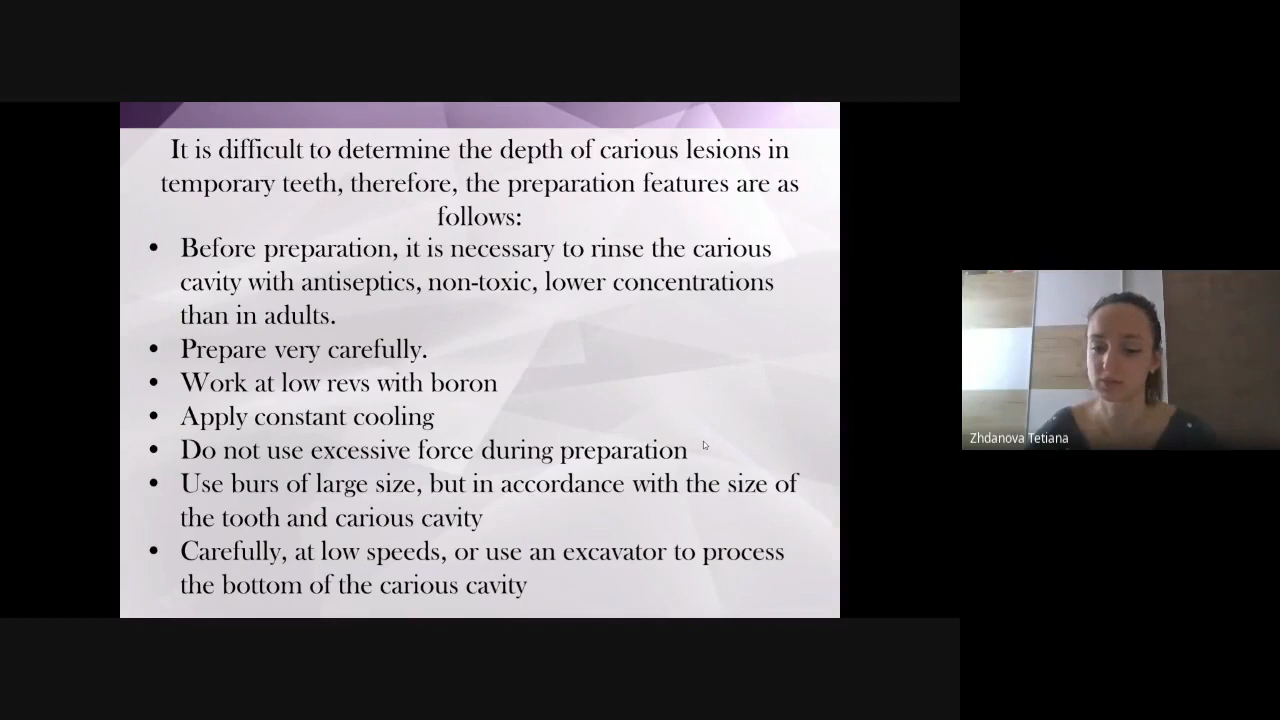 It is difficult to determine the depth of carious lesions in
temporary teeth, therefore, the preparation features are as
follows:
• Before preparation, it is necessary to rinse the carious
cavity with antiseptics, non-toxic, lower concentrations
than in adults.
• Prepare very carefully.
• Work at low revs with boron
• Apply constant cooling
• Do not use excessive force during preparation
• Use burs of large size, but in accordance with the size of
the tooth and carious cavity
• Carefully, at low speeds, or use an excavator to process
the bottom of the carious cavity
Zhdanova Tetiana